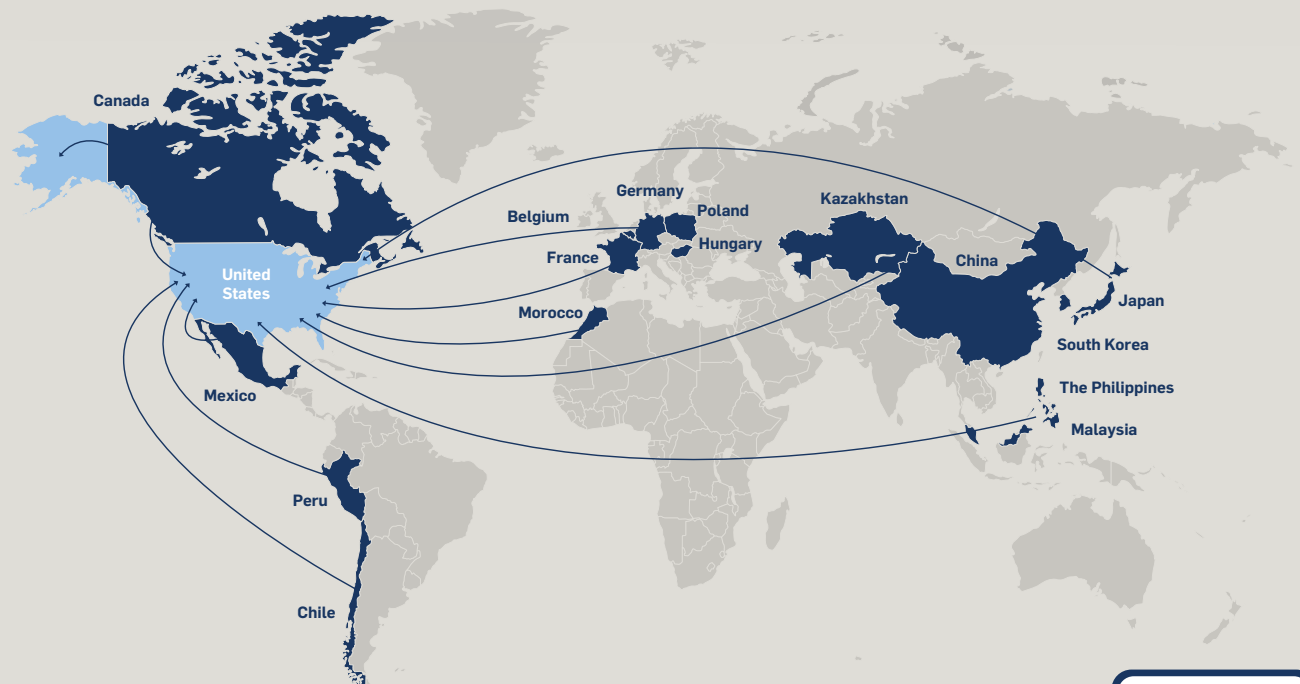 Canada
Germany
Kazakhstan
Belgium
Poland
Hungary
France
China
United
States
Japan
Morocco
South Korea
The Philippines
Mexico
Malaysia
Peru
Chile